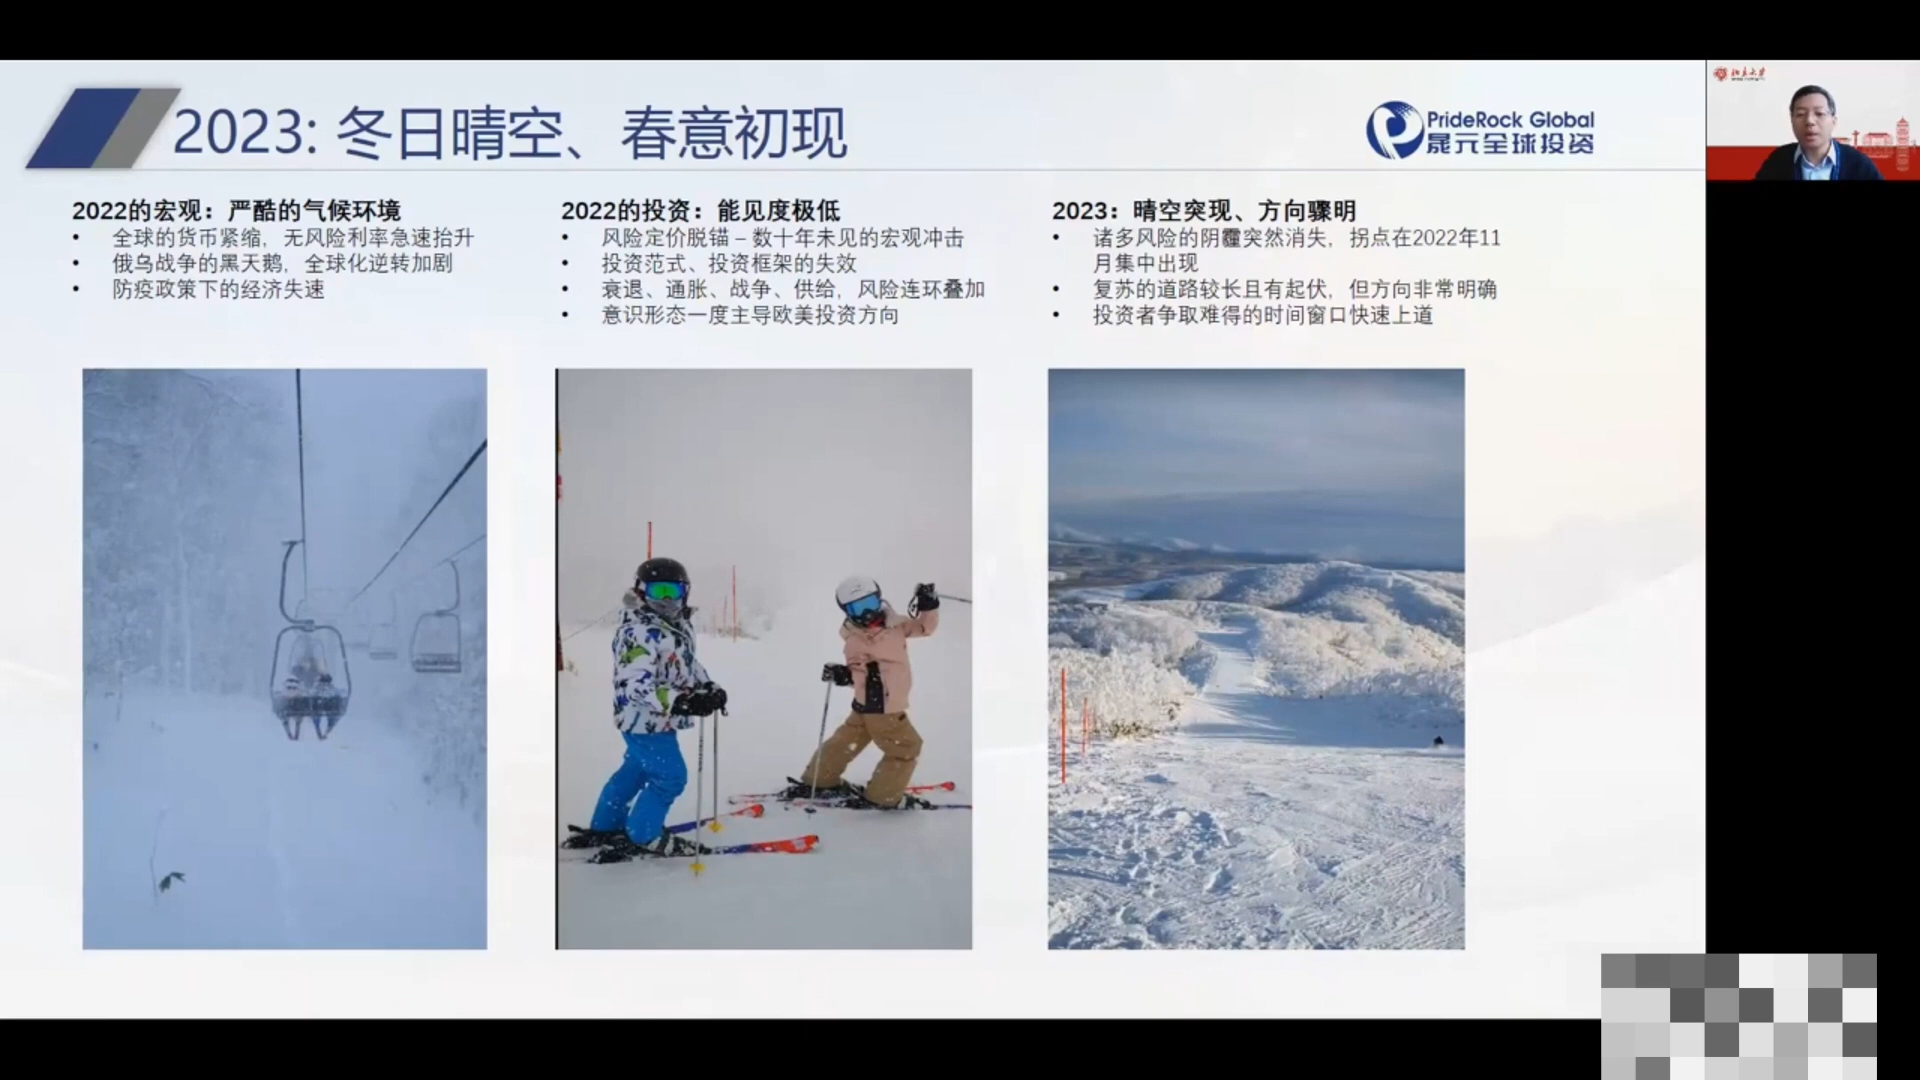 2023: 冬日晴空、春意初现
PrideRock Global
晟元全球投资
北京大学
2022的宏观：严酷的气候环境
• 全球的货币紧缩，无风险利率急速抬升
• 俄乌战争的黑天鹅，全球化逆转加剧
• 防疫政策下的经济失速
2022的投资：能见度极低
• 风险定价脱锚 – 数十年未见的宏观冲击
• 投资范式、投资框架的失效
• 衰退、通胀、战争、供给，风险连环叠加
• 意识形态一度主导欧美投资方向
2023：晴空突现、方向骤明
• 诸多风险的阴霾突然消失，拐点在2022年11
月集中出现
• 复苏的道路较长且有起伏，但方向非常明确
• 投资者争取难得的时间窗口快速上道